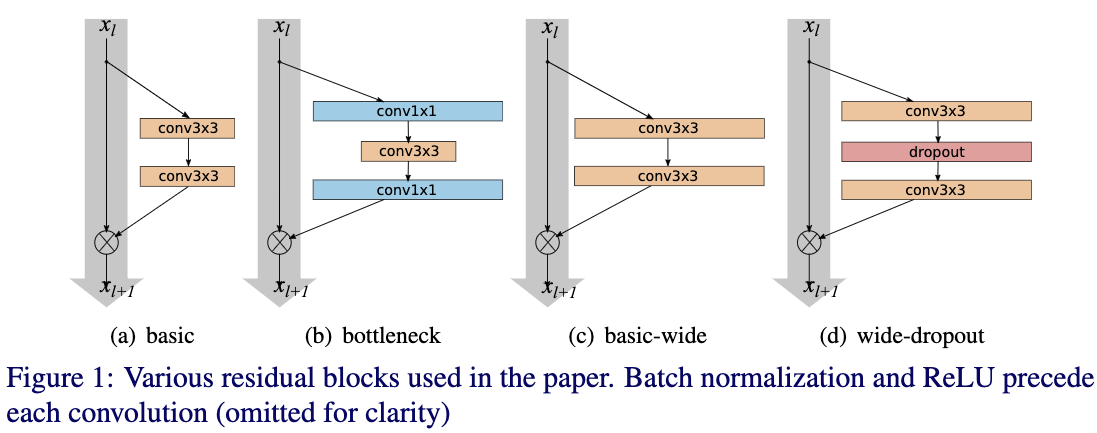 x_l x_l x_l x_l
conv1x1 conv3x3
conv3x3 conv3x3
conv3x3 dropout
conv3x3 conv1x1 conv3x3 conv3x3
x_{l+1} x_{l+1} x_{l+1} x_{l+1}
(a) basic (b) bottleneck (c) basic-wide (d) wide-dropout
Figure 1: Various residual blocks used in the paper. Batch normalization and ReLU precede
each convolution (omitted for clarity)